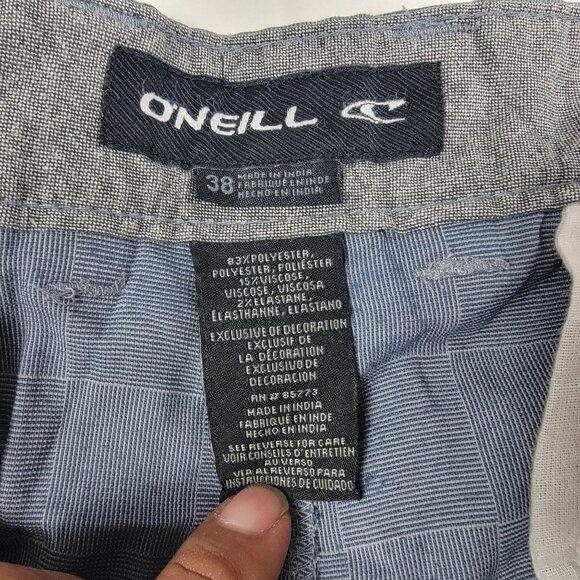 O'NEILL
38
MADE IN INDIA
FABRIQUÉ EN INDE
HECHO EN INDIA
83% POLYESTER,
POLYESTER, POLIÉSTER
15% VISCOSE,
VISCOSE, VISCOSA
2% ELASTANE,
ÉLASTHANNE, ELASTANO
EXCLUSIVE OF DECORATION
EXCLUSIF DE
LA DÉCORATION
EXCLUSIVO DE
DECORACION
RN # 85773
MADE IN INDIA
FABRIQUÉ EN INDE
HECHO EN INDIA
SEE REVERSE FOR CARE
VOIR CONSEILS D'ENTRETIEN
AU VERSO
VEA AL REVERSO PARA
INSTRUCCIONES DE CUIDADO